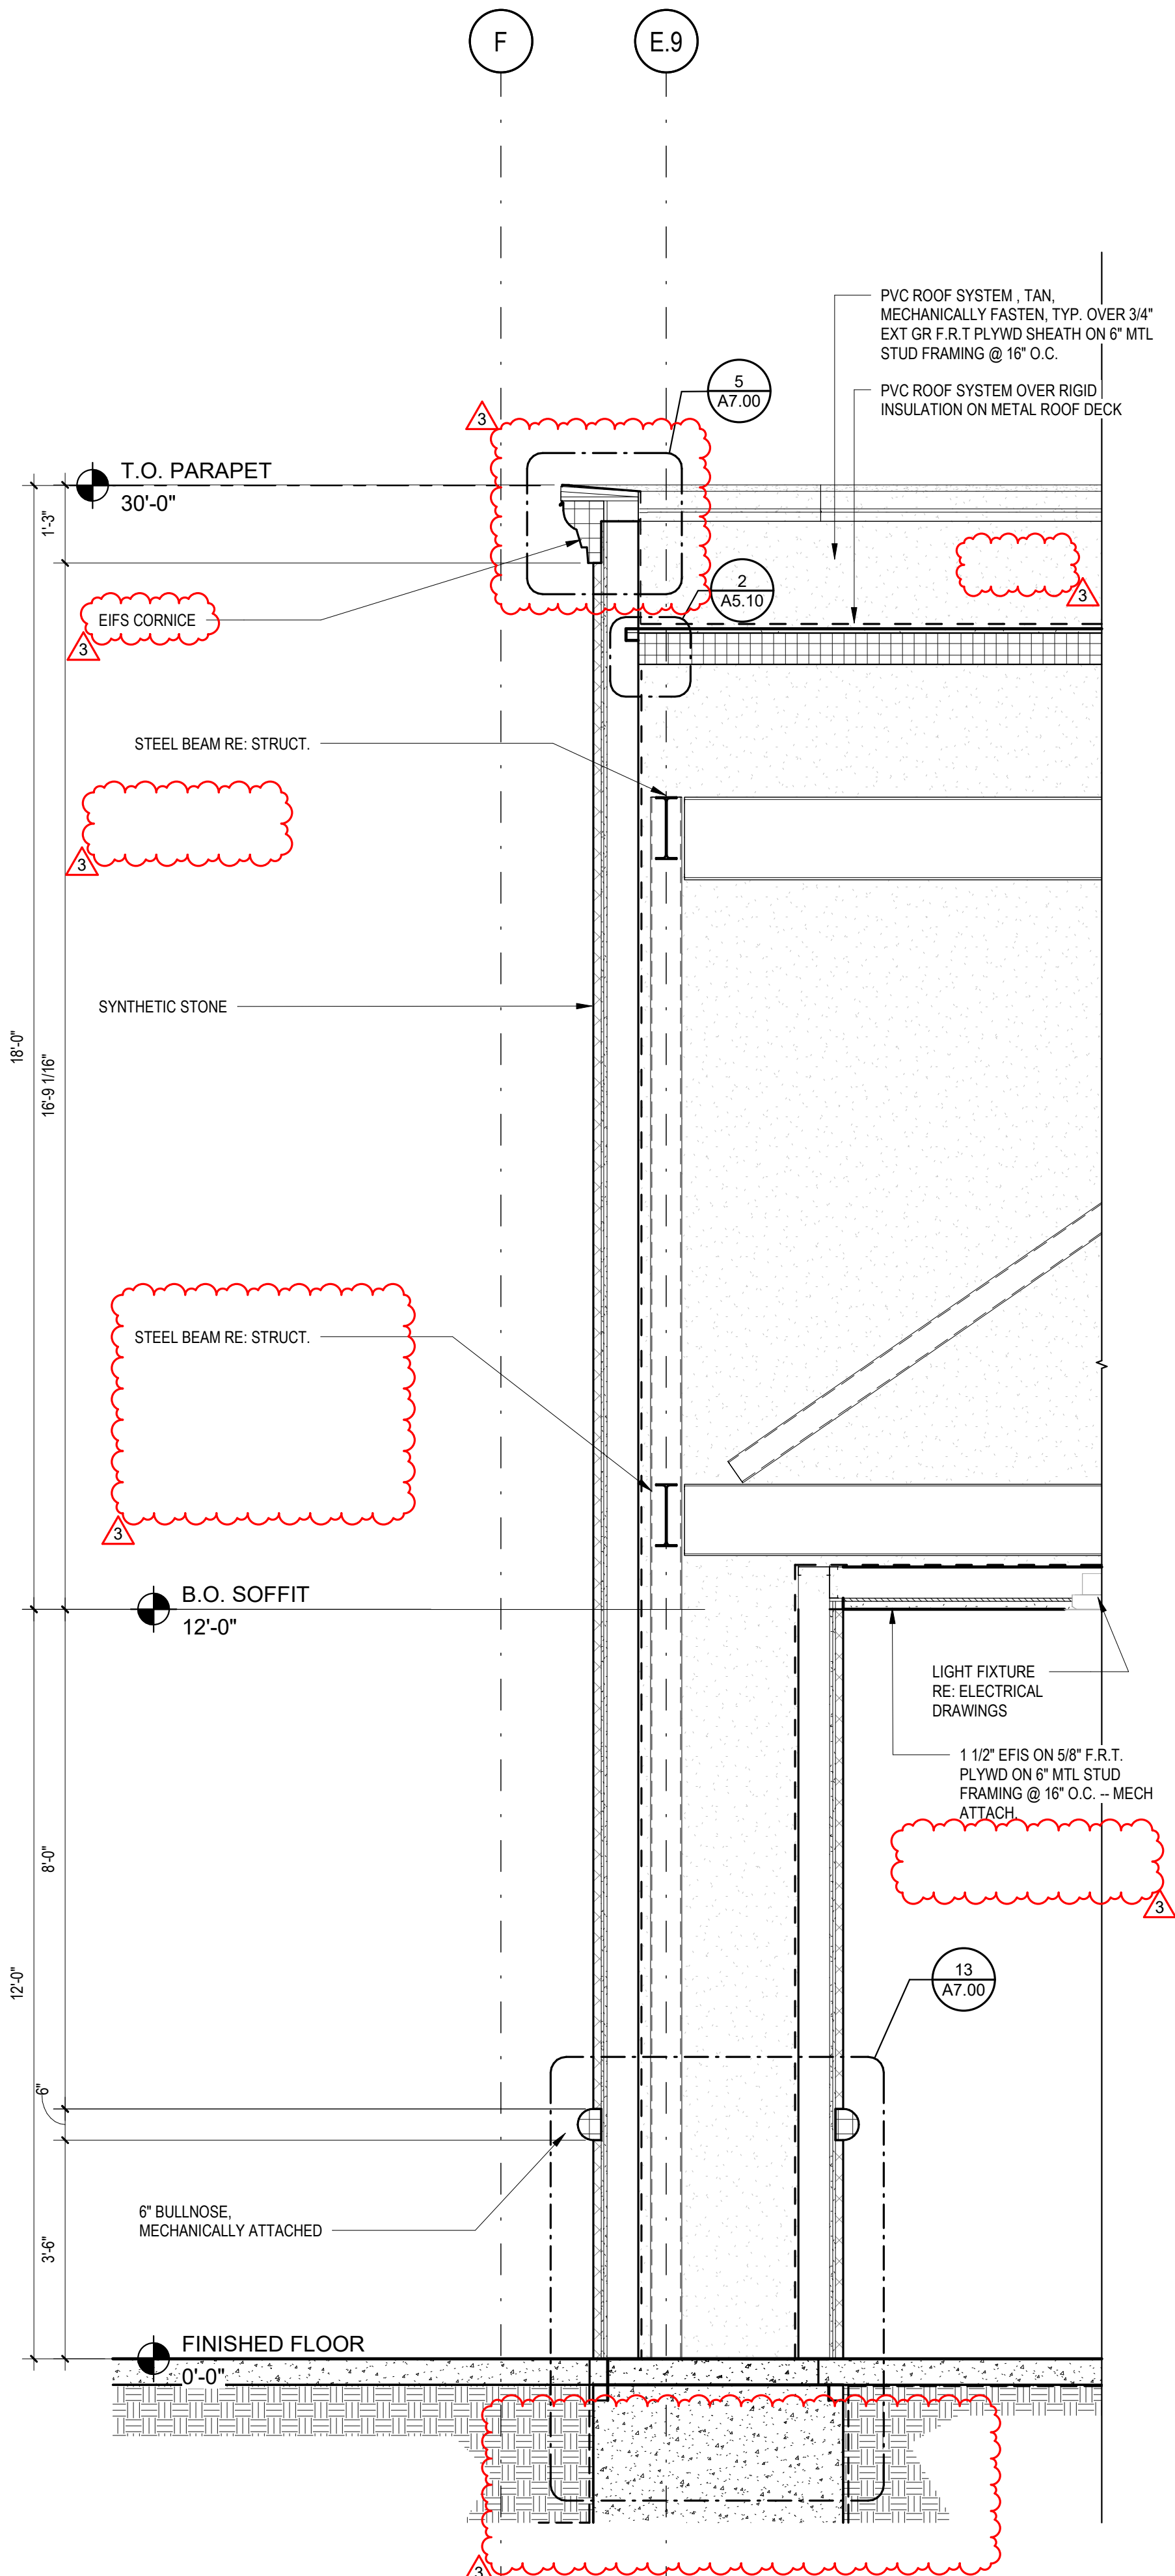 F
E.9
PVC ROOF SYSTEM , TAN,
MECHANICALLY FASTEN, TYP. OVER 3/4"
EXT GR F.R.T PLYWD SHEATH ON 6" MTL
STUD FRAMING @ 16" O.C.
5
A7.00
PVC ROOF SYSTEM OVER RIGID
INSULATION ON METAL ROOF DECK
3
T.O. PARAPET
30'-0"
1'-3"
2
A5.10
3
EIFS CORNICE
3
STEEL BEAM RE: STRUCT.
3
SYNTHETIC STONE
18'-0"
16'-9 1/16"
STEEL BEAM RE: STRUCT.
3
B.O. SOFFIT
12'-0"
LIGHT FIXTURE
RE: ELECTRICAL
DRAWINGS
1 1/2" EFIS ON 5/8" F.R.T.
PLYWD ON 6" MTL STUD
FRAMING @ 16" O.C. -- MECH
ATTACH.
8'-0"
3
12'-0"
13
A7.00
6"
6" BULLNOSE,
MECHANICALLY ATTACHED
3'-6"
FINISHED FLOOR
0'-0"
3